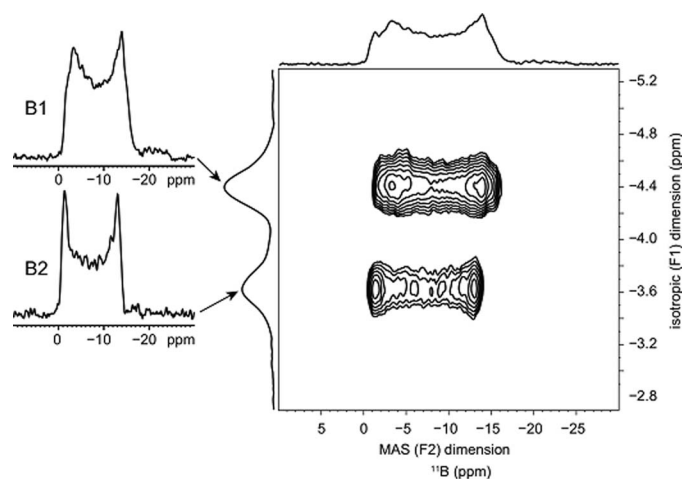 B1
0 −10 −20 ppm
B2
0 −10 −20 ppm
−5.2
−4.8
−4.4
−4.0
−3.6
−3.2
−2.8
isotropic (F1) dimension (ppm)
5 0 −5 −10 −15 −20 −25
MAS (F2) dimension
¹¹B (ppm)